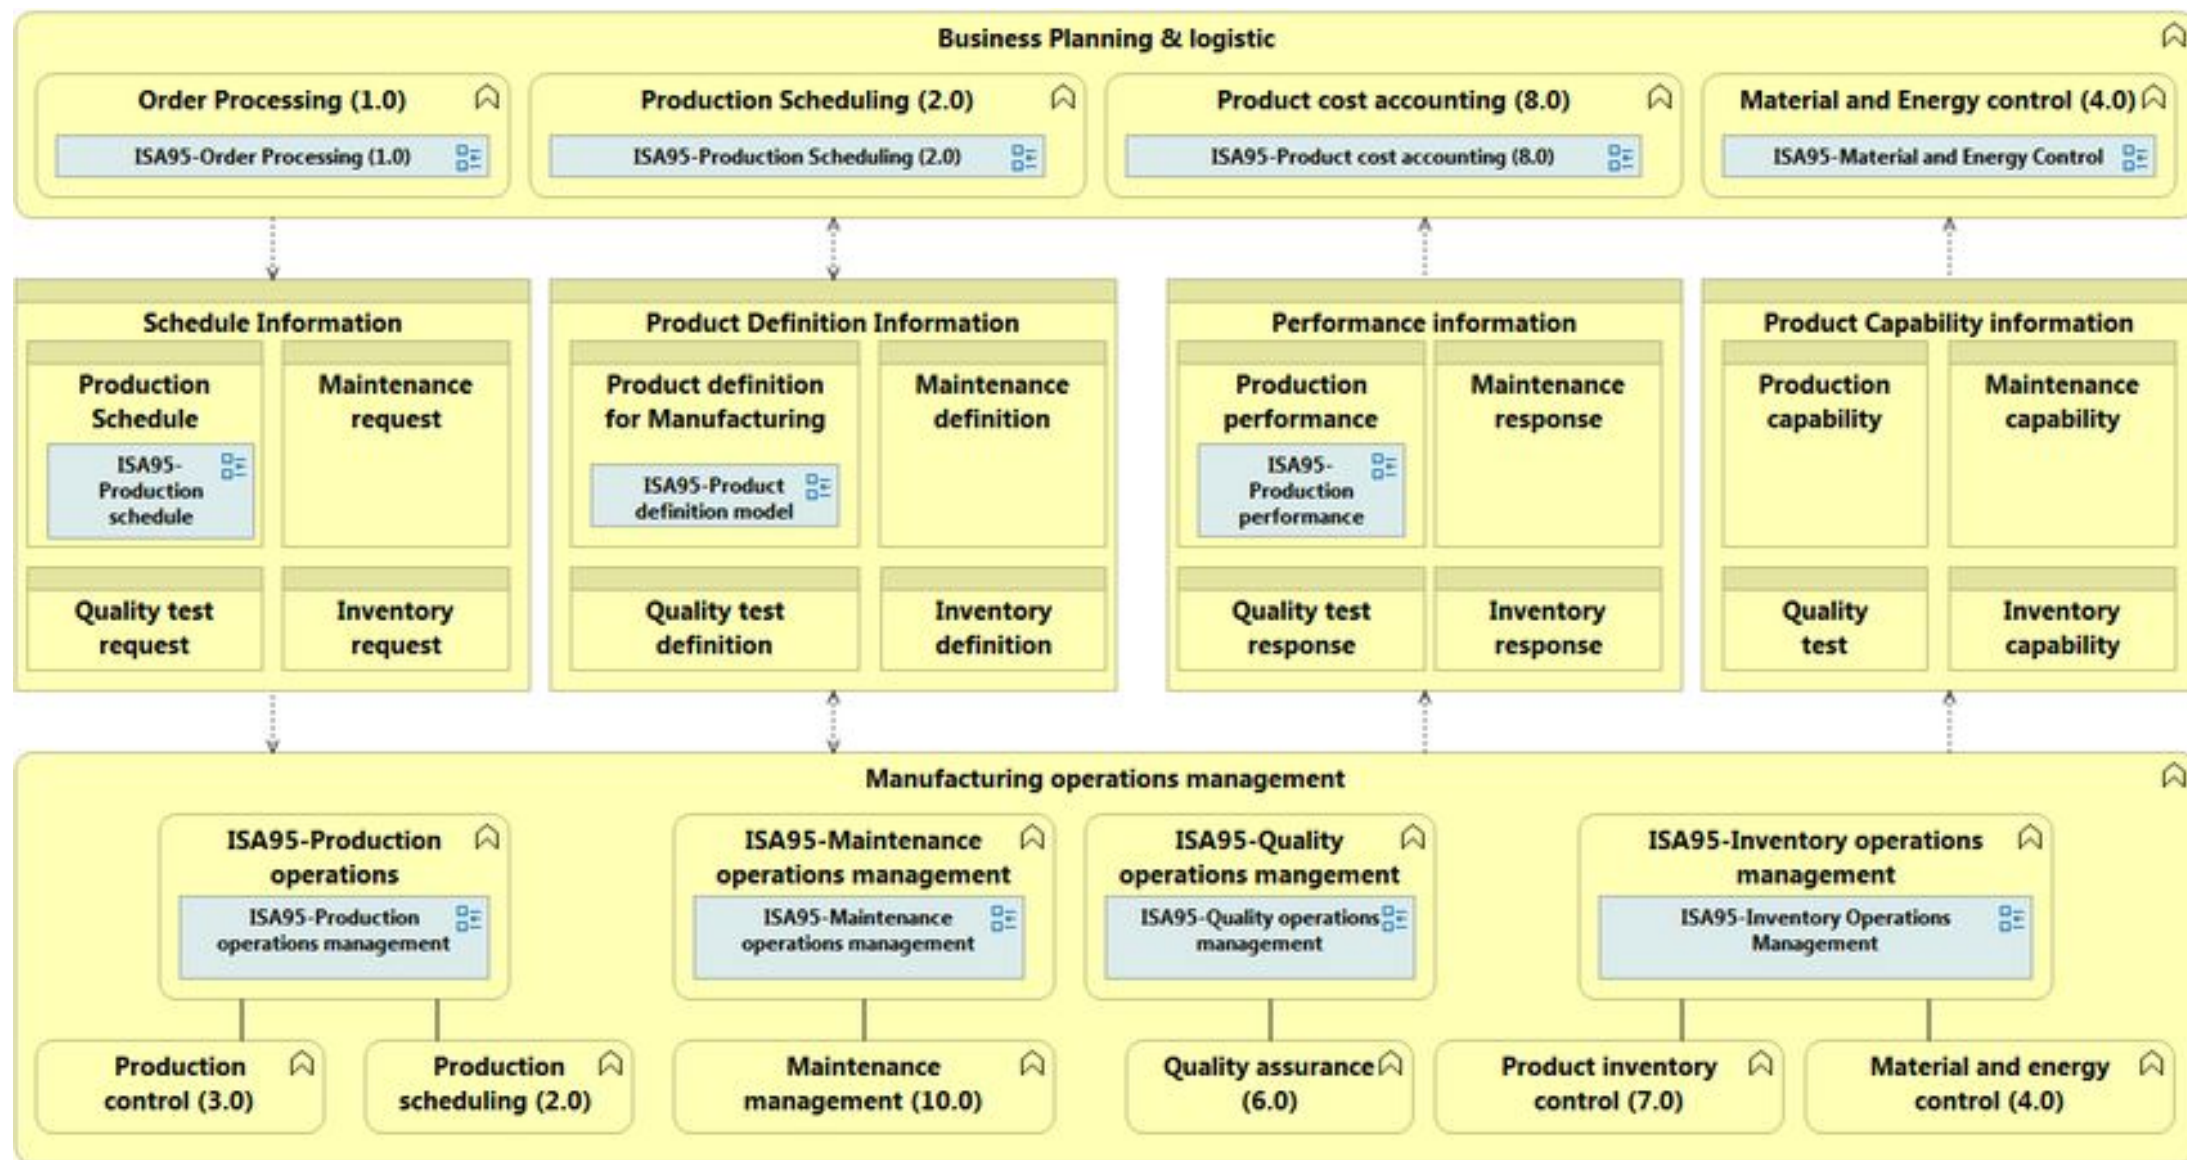 Business Planning & logistic
Order Processing (1.0)
ISA95-Order Processing (1.0)
Production Scheduling (2.0)
ISA95-Production Scheduling (2.0)
Product cost accounting (8.0)
ISA95-Product cost accounting (8.0)
Material and Energy control (4.0)
ISA95-Material and Energy Control
Schedule Information
Production
Schedule
ISA95-
Production
schedule
Maintenance
request
Quality test
request
Inventory
request
Product Definition Information
Product definition
for Manufacturing
ISA95-Product
definition model
Maintenance
definition
Quality test
definition
Inventory
definition
Performance information
Production
performance
ISA95-
Production
performance
Maintenance
response
Quality test
response
Inventory
response
Product Capability information
Production
capability
Maintenance
capability
Quality
test
Inventory
capability
Manufacturing operations management
ISA95-Production
operations
ISA95-Production
operations management
ISA95-Maintenance
operations management
ISA95-Maintenance
operations management
ISA95-Quality
operations mangement
ISA95-Quality operations
management
ISA95-Inventory operations
management
ISA95-Inventory Operations
Management
Production
control (3.0)
Production
scheduling (2.0)
Maintenance
management (10.0)
Quality assurance
(6.0)
Product inventory
control (7.0)
Material and energy
control (4.0)